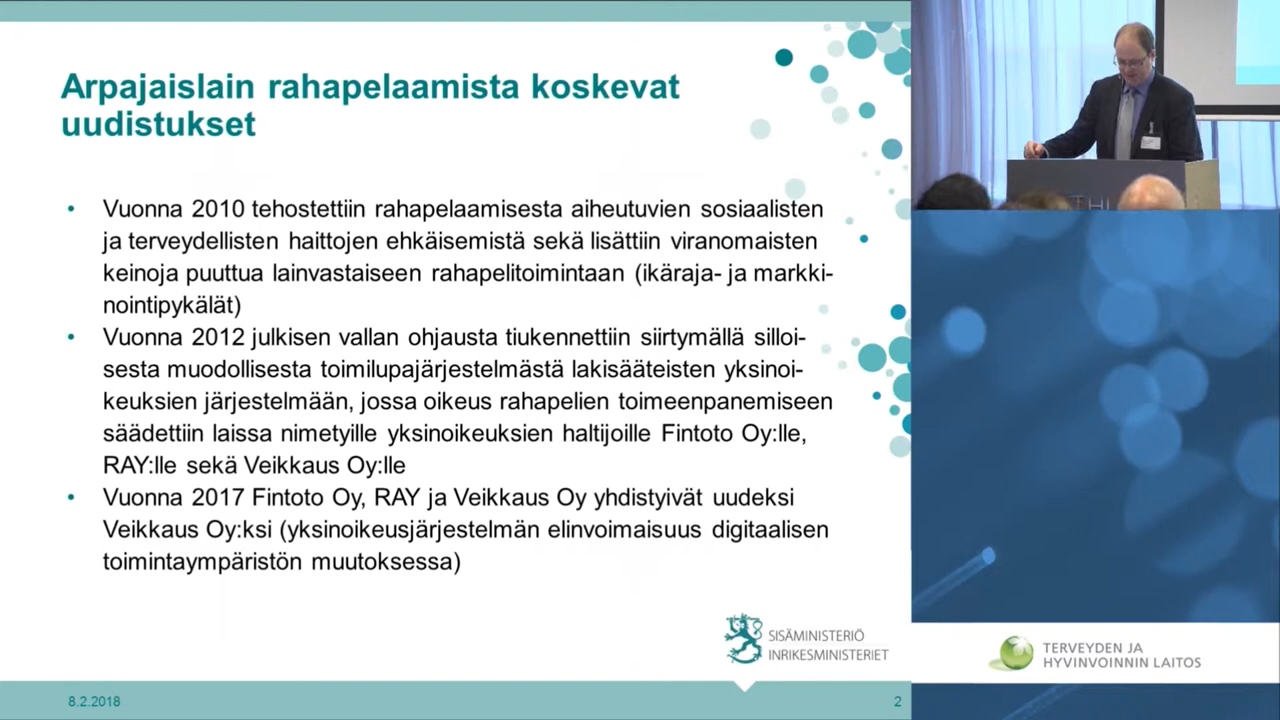 Arpajaislain rahapelaamista koskevat
uudistukset
• Vuonna 2010 tehostettiin rahapelaamisesta aiheutuvien sosiaalisten
ja terveydellisten haittojen ehkäisemistä sekä lisättiin viranomaisten
keinoja puuttua lainvastaiseen rahapelitoimintaan (ikäraja- ja markki-
nointipykälät)
• Vuonna 2012 julkisen vallan ohjausta tiukennettiin siirtymällä silloi-
sesta muodollisesta toimilupajärjestelmästä lakisääteisten yksinoi-
keuksien järjestelmään, jossa oikeus rahapelien toimeenpanemiseen
säädettiin laissa nimetyille yksinoikeuksien haltijoille Fintoto Oy:lle,
RAY:lle sekä Veikkaus Oy:lle
• Vuonna 2017 Fintoto Oy, RAY ja Veikkaus Oy yhdistyivät uudeksi
Veikkaus Oy:ksi (yksinoikeusjärjestelmän elinvoimaisuus digitaalisen
toimintaympäristön muutoksessa)
SISÄMINISTERIÖ
INRIKESMINISTERIET
8.2.2018
2
TERVEYDEN JA
HYVINVOINNIN LAITOS